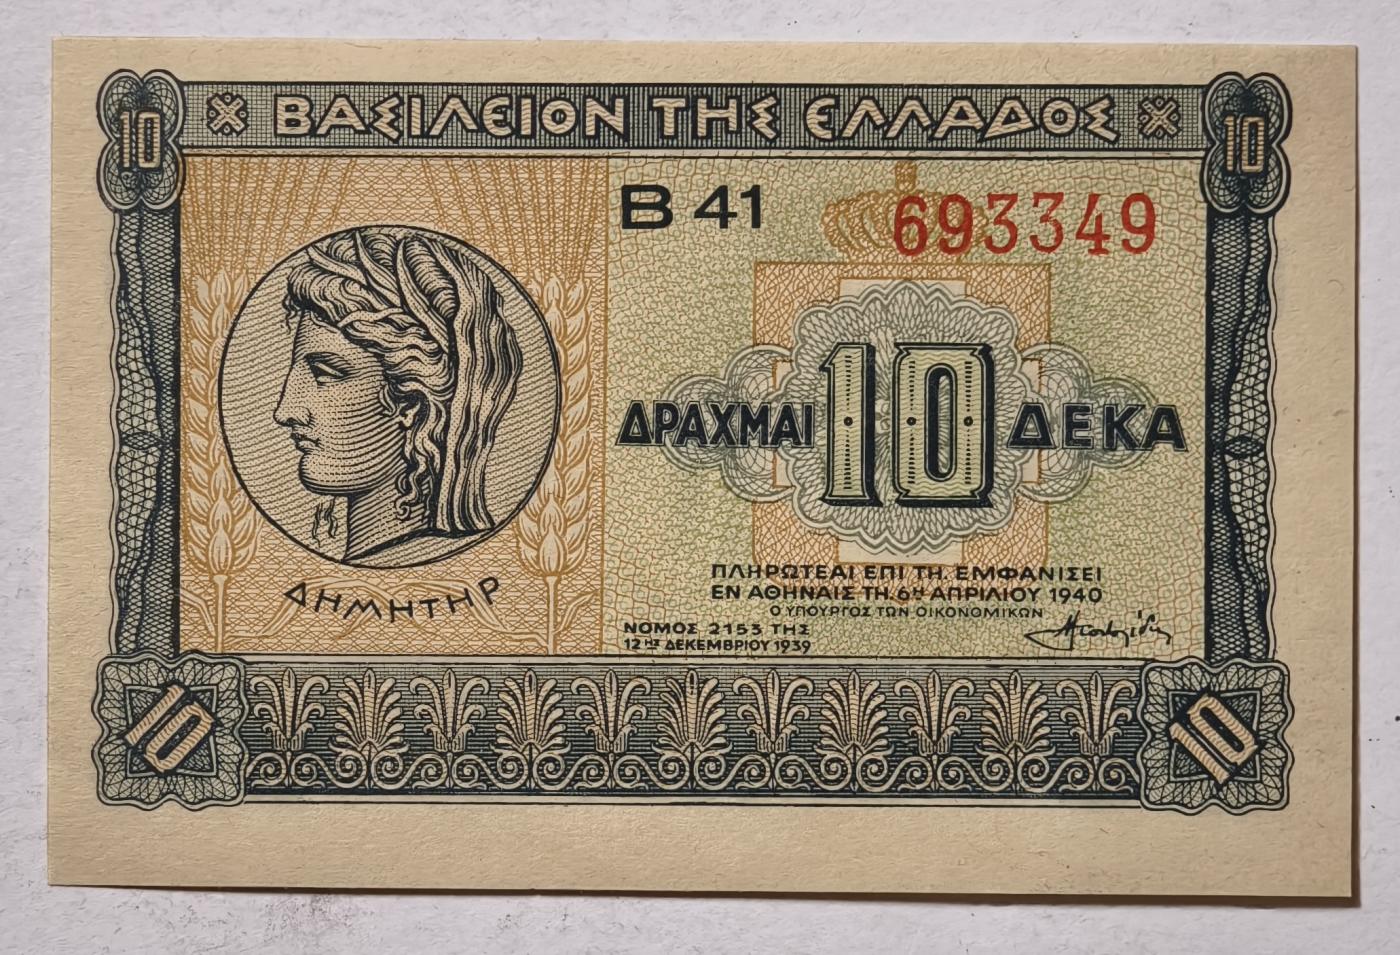 10 ΒΑΣΙΛΕΙΟΝ ΤΗΣ ΕΛΛΑΔΟΣ 10
Β 41 693349
ΔΡΑΧΜΑΙ 10 ΔΕΚΑ
ΔΗΜΗΤΗΡ
ΠΛΗΡΩΤΕΑΙ ΕΠΙ ΤΗ. ΕΜΦΑΝΙΣΕΙ
ΕΝ ΑΘΗΝΑΙΣ ΤΗ. 6Η ΑΠΡΙΛΙΟΥ 1940
Ο ΥΠΟΥΡΓΟΣ ΤΩΝ ΟΙΚΟΝΟΜΙΚΩΝ
ΝΟΜΟΣ 2153 ΤΗΣ
12ΗΣ ΔΕΚΕΜΒΡΙΟΥ 1939
10 10